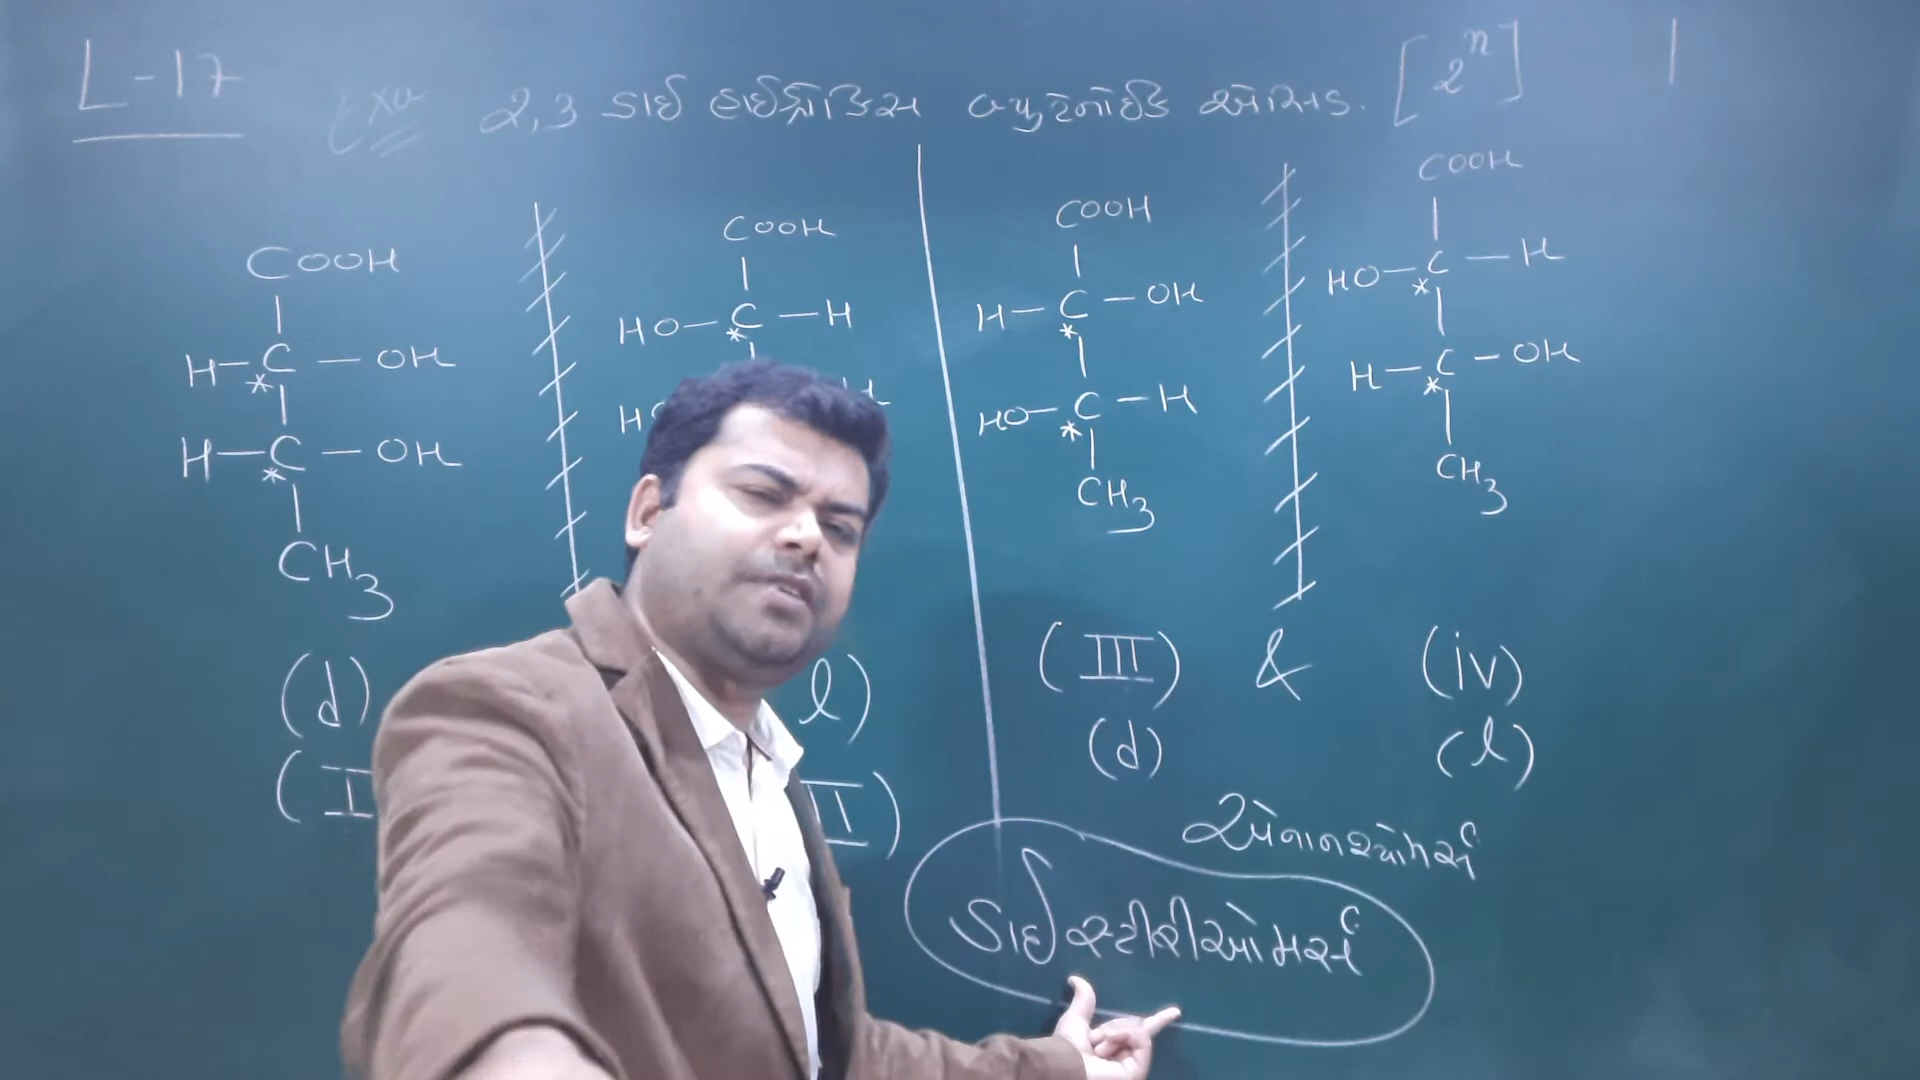 L-17
Exa 2,3 ડાઈ હાઈડ્રોક્સિ બ્યુટેનોઈક એસિડ. [2ⁿ]
COOH
H-C-OH
*
H-C-OH
*
CH3
(d)
COOH
HO-C-H
*
l)
COOH
H-C-OH
*
HO-C-H
*
CH3
(III) & (iv)
(d) (l)
COOH
HO-C-H
*
H-C-OH
*
CH3
એનાનશ્યોમર્સ
ડાઈસ્ટીરીઓમર્સ